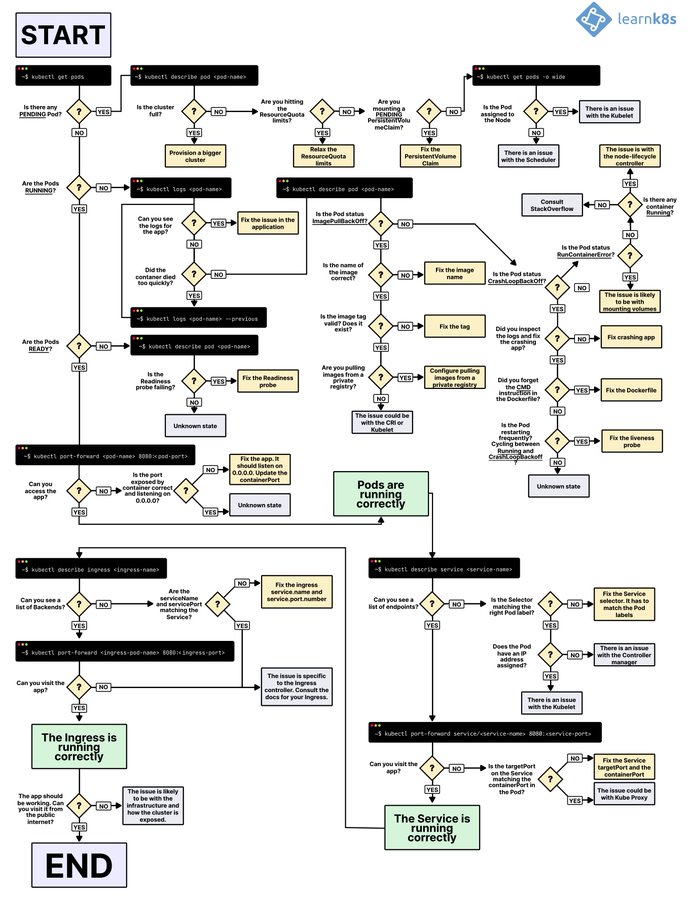 learnk8s
START
~$ kubectl get pods
~$ kubectl describe pod <pod-name>
~$ kubectl get pods -o wide
Is there any
PENDING Pod?
?
YES
NO
Is the cluster
full?
?
NO
YES
Provision a bigger
cluster
Are you hitting
the
ResourceQuota
limits?
?
NO
YES
Relax the
ResourceQuota
limits
Are you
mounting a
PENDING
PersistentVolu
meClaim?
?
NO
YES
Fix the
PersistentVolume
Claim
Is the Pod
assigned to
the Node
?
YES
NO
There is an issue
with the Kubelet
There is an issue
with the Scheduler
The issue is with
the node-lifecycle
controller
YES
Are the Pods
RUNNING?
?
NO
YES
~$ kubectl logs <pod-name>
Can you see
the logs for
the app?
?
YES
NO
Fix the issue in the
application
Did the
container died
too quickly?
?
NO
YES
~$ kubectl logs <pod-name> --previous
~$ kubectl describe pod <pod-name>
Is the Pod status
ImagePullBackOff?
?
NO
YES
Is the name of
the image
correct?
?
NO
YES
Fix the image
name
Is the image tag
valid? Does it
exist?
?
NO
YES
Fix the tag
Are you pulling
images from a
private
registry?
?
YES
NO
Configure pulling
images from a
private registry
The issue could be
with the CRI or
Kubelet
Consult
StackOverflow
NO
?
Is there any
container
Running?
NO
Is the Pod status
RunContainerError?
?
YES
The issue is likely
to be with
mounting volumes
Is the Pod status
CrashLoopBackOff?
?
NO
YES
Did you inspect
the logs and fix
the crashing
app?
?
NO
YES
Fix crashing app
Did you forget
the CMD
instruction in
the Dockerfile?
?
YES
NO
Fix the Dockerfile
Is the Pod
restarting
frequently?
Cycling between
Running and
CrashLoopBackoff
?
?
YES
NO
Fix the liveness
probe
Unknown state
Are the Pods
READY?
?
NO
YES
~$ kubectl describe pod <pod-name>
Is the
Readiness
probe failing?
?
YES
NO
Fix the Readiness
probe
Unknown state
~$ kubectl port-forward <pod-name> 8080:<pod-port>
Can you
access the
app?
?
NO
YES
Is the port
exposed by
container correct
and listening on
0.0.0.0?
?
NO
YES
Fix the app. It
should listen on
0.0.0.0. Update the
containerPort
Unknown state
Pods are
running
correctly
~$ kubectl describe service <service-name>
Can you see a
list of endpoints?
?
NO
YES
Is the Selector
matching the
right Pod label?
?
NO
YES
Fix the Service
selector. It has to
match the Pod
labels
Does the Pod
have an IP
address
assigned?
?
NO
YES
There is an issue
with the Controller
manager
There is an issue
with the Kubelet
~$ kubectl port-forward service/<service-name> 8080:<service-port>
Can you visit the
app?
?
NO
YES
Is the targetPort
on the Service
matching the
containerPort in
the Pod?
?
NO
YES
Fix the Service
targetPort and the
containerPort
The issue could be
with Kube Proxy
The Service is
running
correctly
~$ kubectl describe ingress <ingress-name>
Can you see a
list of Backends?
?
NO
YES
Are the
serviceName
and servicePort
matching the
Service?
?
NO
YES
Fix the ingress
service.name and
service.port.number
~$ kubectl port-forward <ingress-pod-name> 8080:<ingress-port>
Can you visit the
app?
?
NO
YES
The issue is specific
to the Ingress
controller. Consult the
docs for your Ingress.
The Ingress is
running
correctly
The app should
be working. Can
you visit it from
the public
internet?
?
NO
YES
The issue is likely
to be with the
infrastructure and
how the cluster is
exposed.
END